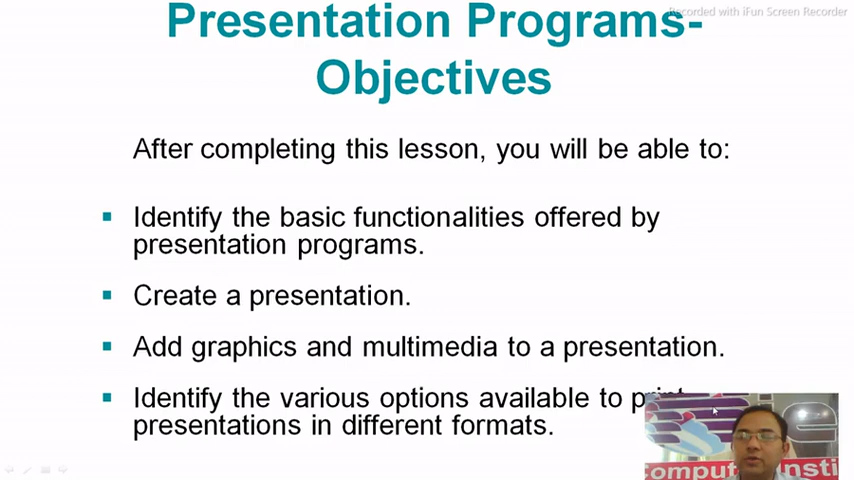 Recorded with iFun Screen Recorder
Presentation Programs-
Objectives
After completing this lesson, you will be able to:
Identify the basic functionalities offered by
presentation programs.
Create a presentation.
Add graphics and multimedia to a presentation.
Identify the various options available to print
presentations in different formats.